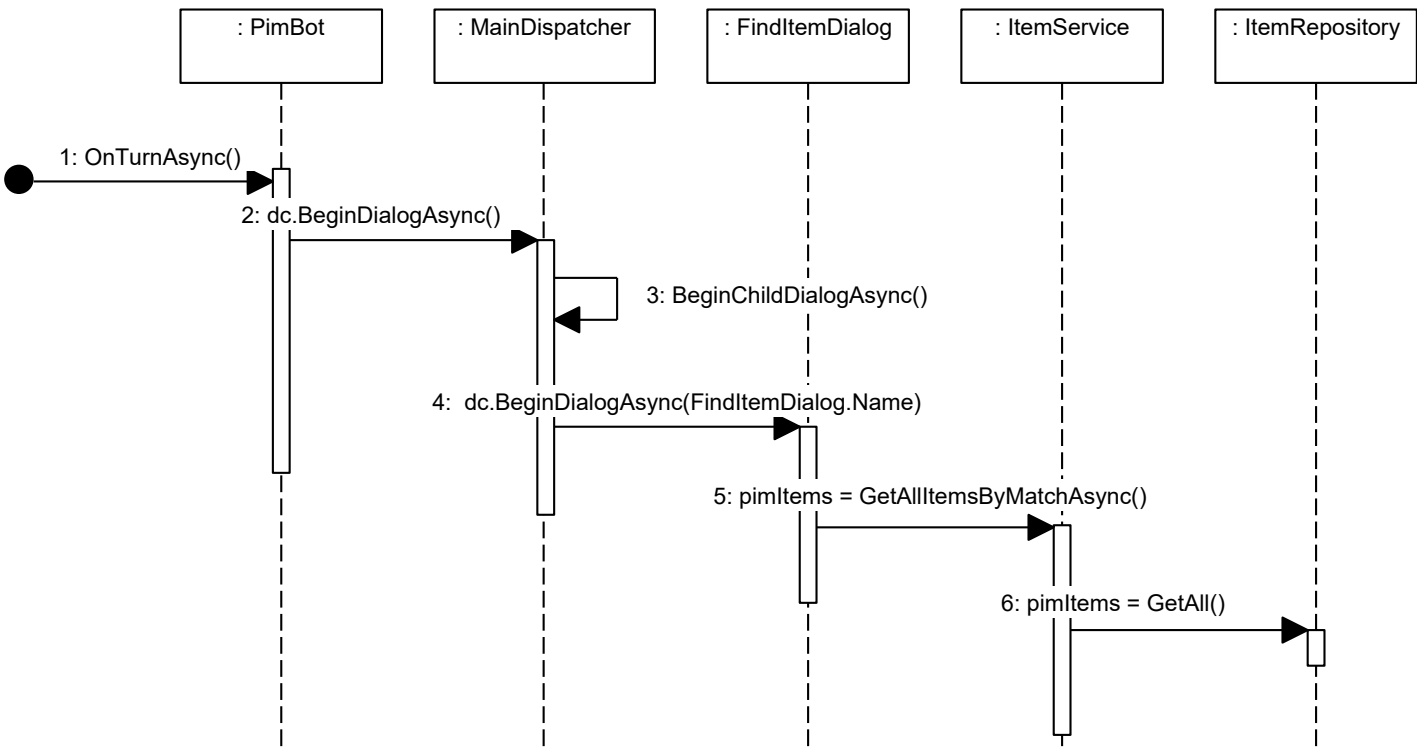 : PimBot
: MainDispatcher
: FindItemDialog
: ItemService
: ItemRepository
1: OnTurnAsync()
2: dc.BeginDialogAsync()
3: BeginChildDialogAsync()
4:  dc.BeginDialogAsync(FindItemDialog.Name)
5: pimItems = GetAllItemsByMatchAsync()
6: pimItems = GetAll()